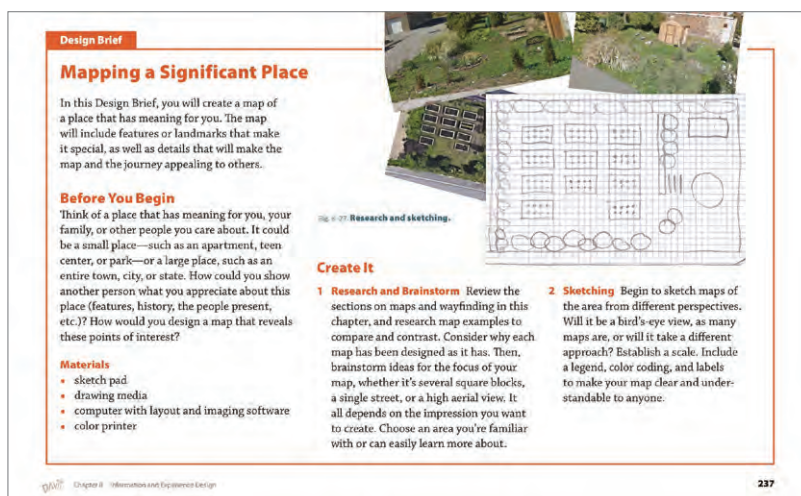 Design Brief
Mapping a Significant Place
In this Design Brief, you will create a map of
a place that has meaning for you. The map
will include features or landmarks that make
it special, as well as details that will make the
map and the journey appealing to others.
Before You Begin
Think of a place that has meaning for you, your
family, or other people you care about. It could
be a small place—such as an apartment, teen
center, or park—or a large place, such as an
entire town, city, or state. How could you show
another person what you appreciate about this
place (features, history, the people present,
etc.)? How would you design a map that reveals
these points of interest?
Materials
• sketch pad
• drawing media
• computer with layout and imaging software
• color printer
Research and sketching.
Create It
1 Research and Brainstorm Review the
sections on maps and wayfinding in this
chapter, and research map examples to
compare and contrast. Consider why each
map has been designed as it has. Then,
brainstorm ideas for the focus of your
map, whether it's several square blocks,
a single street, or a high aerial view. It
all depends on the impression you want
to create. Choose an area you're familiar
with or can easily learn more about.
2 Sketching Begin to sketch maps of
the area from different perspectives.
Will it be a bird's-eye view, as many
maps are, or will it take a different
approach? Establish a scale. Include
a legend, color coding, and labels
to make your map clear and under-
standable to anyone.
Chapter 8 Information and Experience Design
237